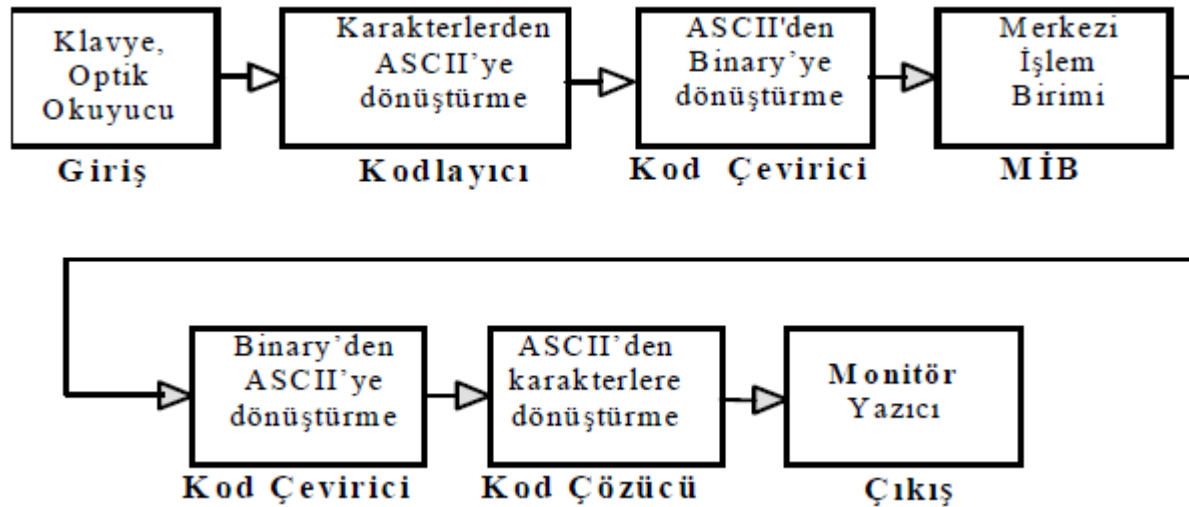 Klavye,
Optik
Okuyucu
Giriş
Karakterlerden
ASCII’ye
dönüştürme
Kodlayıcı
ASCII'den
Binary’ye
dönüştürme
Kod Çevirici
Merkezi
İşlem
Birimi
MİB
Binary’den
ASCII’ye
dönüştürme
Kod Çevirici
ASCII’den
karakterlere
dönüştürme
Kod Çözücü
Monitör
Yazıcı
Çıkış